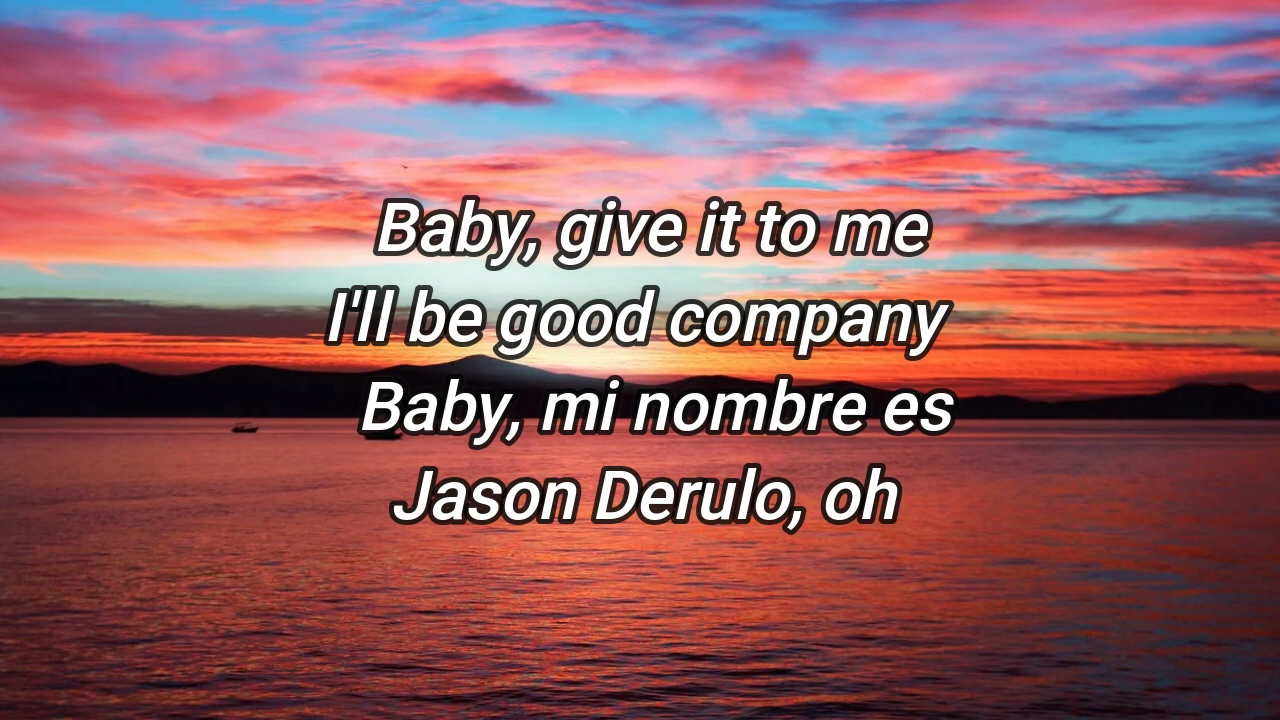 Baby, give it to me
I'll be good company
Baby, mi nombre es
Jason Derulo, oh